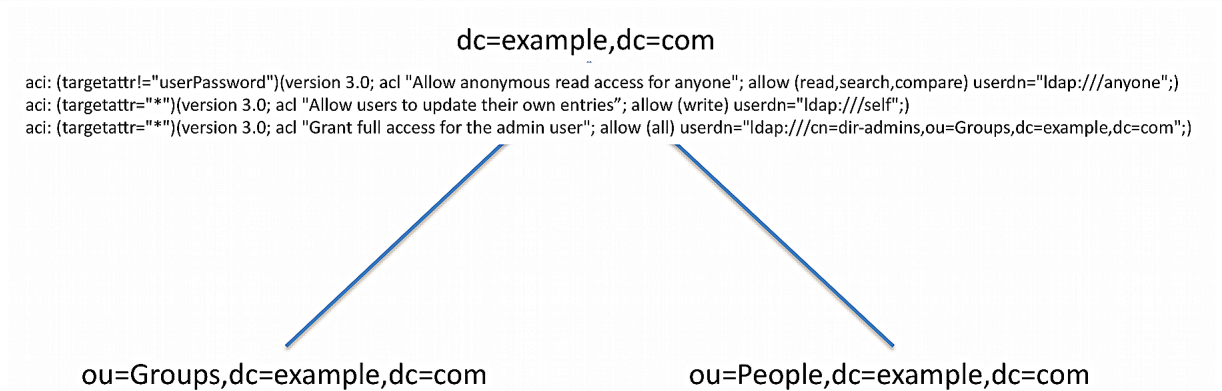 dc=example,dc=com
aci: (targetattr!="userPassword")(version 3.0; acl "Allow anonymous read access for anyone"; allow (read,search,compare) userdn="ldap:///anyone";)
aci: (targetattr="*")(version 3.0; acl "Allow users to update their own entries”; allow (write) userdn="ldap:///self";)
aci: (targetattr="*")(version 3.0; acl "Grant full access for the admin user"; allow (all) userdn="ldap:///cn=dir-admins,ou=Groups,dc=example,dc=com";)
ou=Groups,dc=example,dc=com
ou=People,dc=example,dc=com